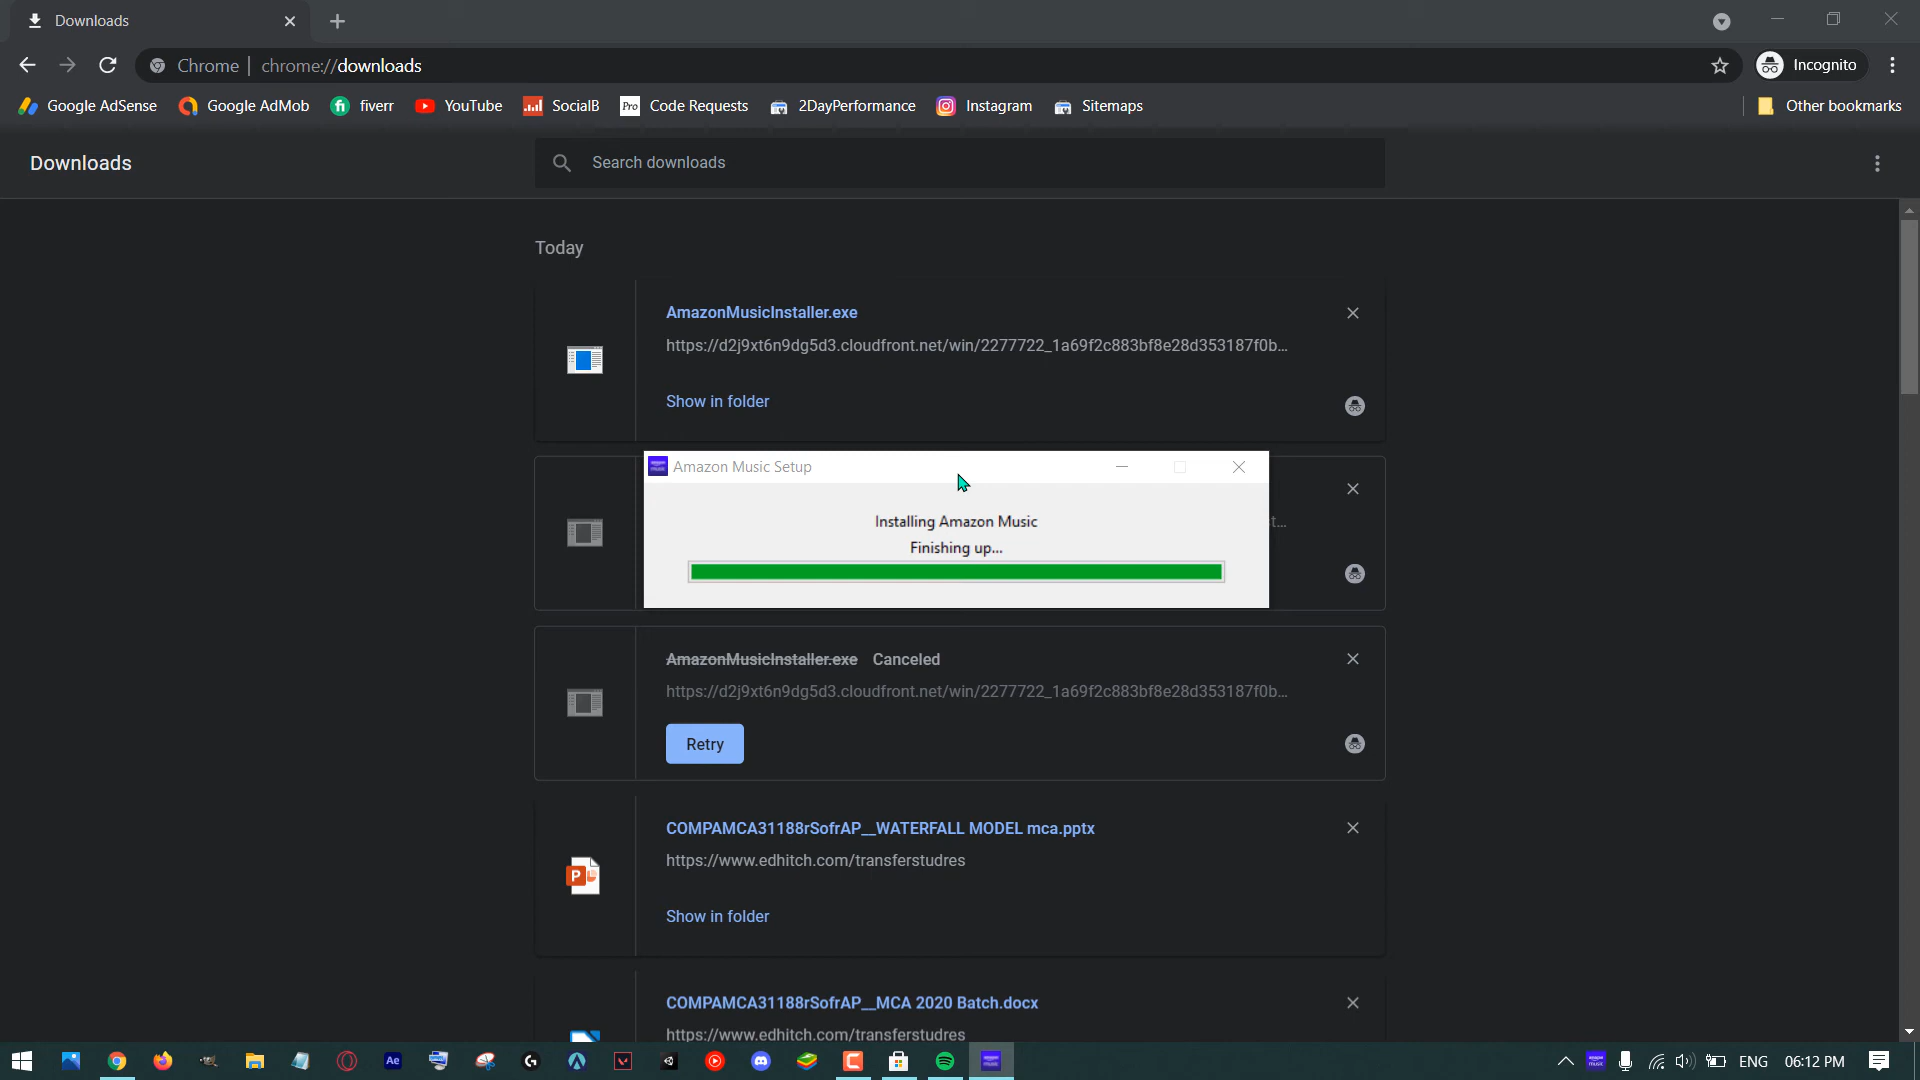 Downloads
Chrome | chrome://downloads
Incognito
Google AdSense
Google AdMob
fiverr
YouTube
SocialB
Pro Code Requests
2DayPerformance
Instagram
Sitemaps
Other bookmarks
Downloads
Search downloads
Today
AmazonMusicInstaller.exe
https://d2j9xt6n9dg5d3.cloudfront.net/win/2277722_1a69f2c883bf8e28d353187f0b...
Show in folder
Amazon Music Setup
Installing Amazon Music
t...
Finishing up...
AmazonMusicInstaller.exe Canceled
https://d2j9xt6n9dg5d3.cloudfront.net/win/2277722_1a69f2c883bf8e28d353187f0b...
Retry
COMPAMCA31188rSofrAP__WATERFALL MODEL mca.pptx
https://www.edhitch.com/transferstudres
Show in folder
COMPAMCA31188rSofrAP__MCA 2020 Batch.docx
https://www.edhitch.com/transferstudres
Ae
ENG
06:12 PM